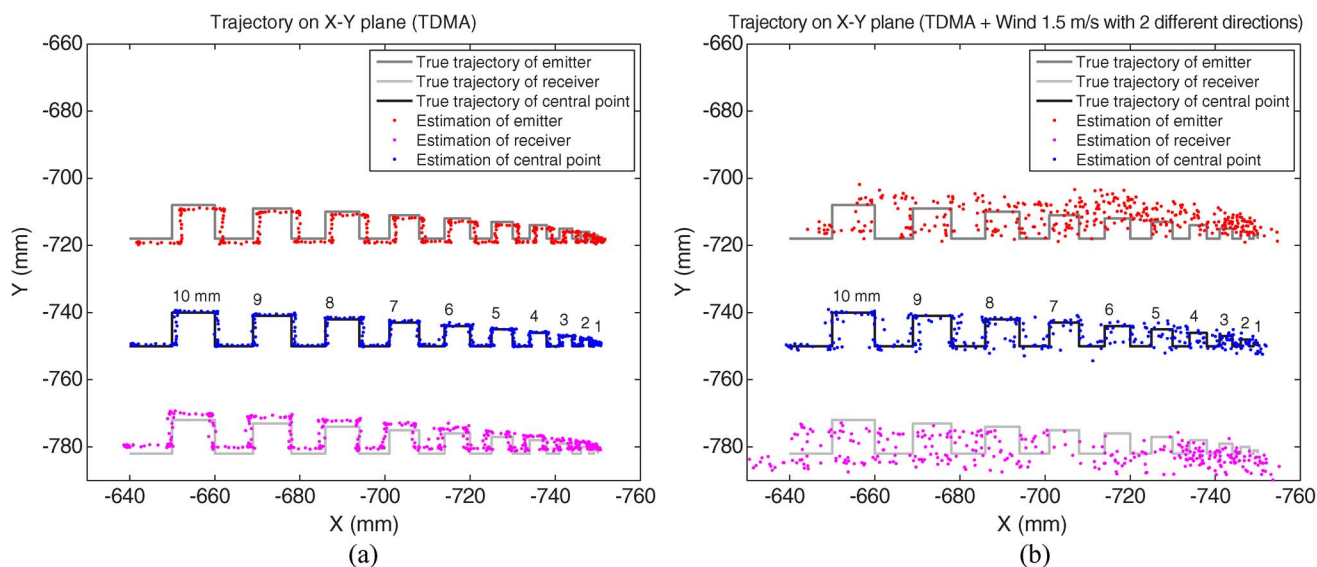 Trajectory on X-Y plane (TDMA)
-660
-680
-700
-720
-740
-760
-780
Y (mm)
True trajectory of emitter
True trajectory of receiver
True trajectory of central point
Estimation of emitter
Estimation of receiver
Estimation of central point
10 mm 9 8 7 6 5 4 3 2 1
-640 -660 -680 -700 -720 -740 -760
X (mm)
(a)
Trajectory on X-Y plane (TDMA + Wind 1.5 m/s with 2 different directions)
-660
-680
-700
-720
-740
-760
-780
Y (mm)
True trajectory of emitter
True trajectory of receiver
True trajectory of central point
Estimation of emitter
Estimation of receiver
Estimation of central point
10 mm 9 8 7 6 5 4 3 2 1
-640 -660 -680 -700 -720 -740 -760
X (mm)
(b)